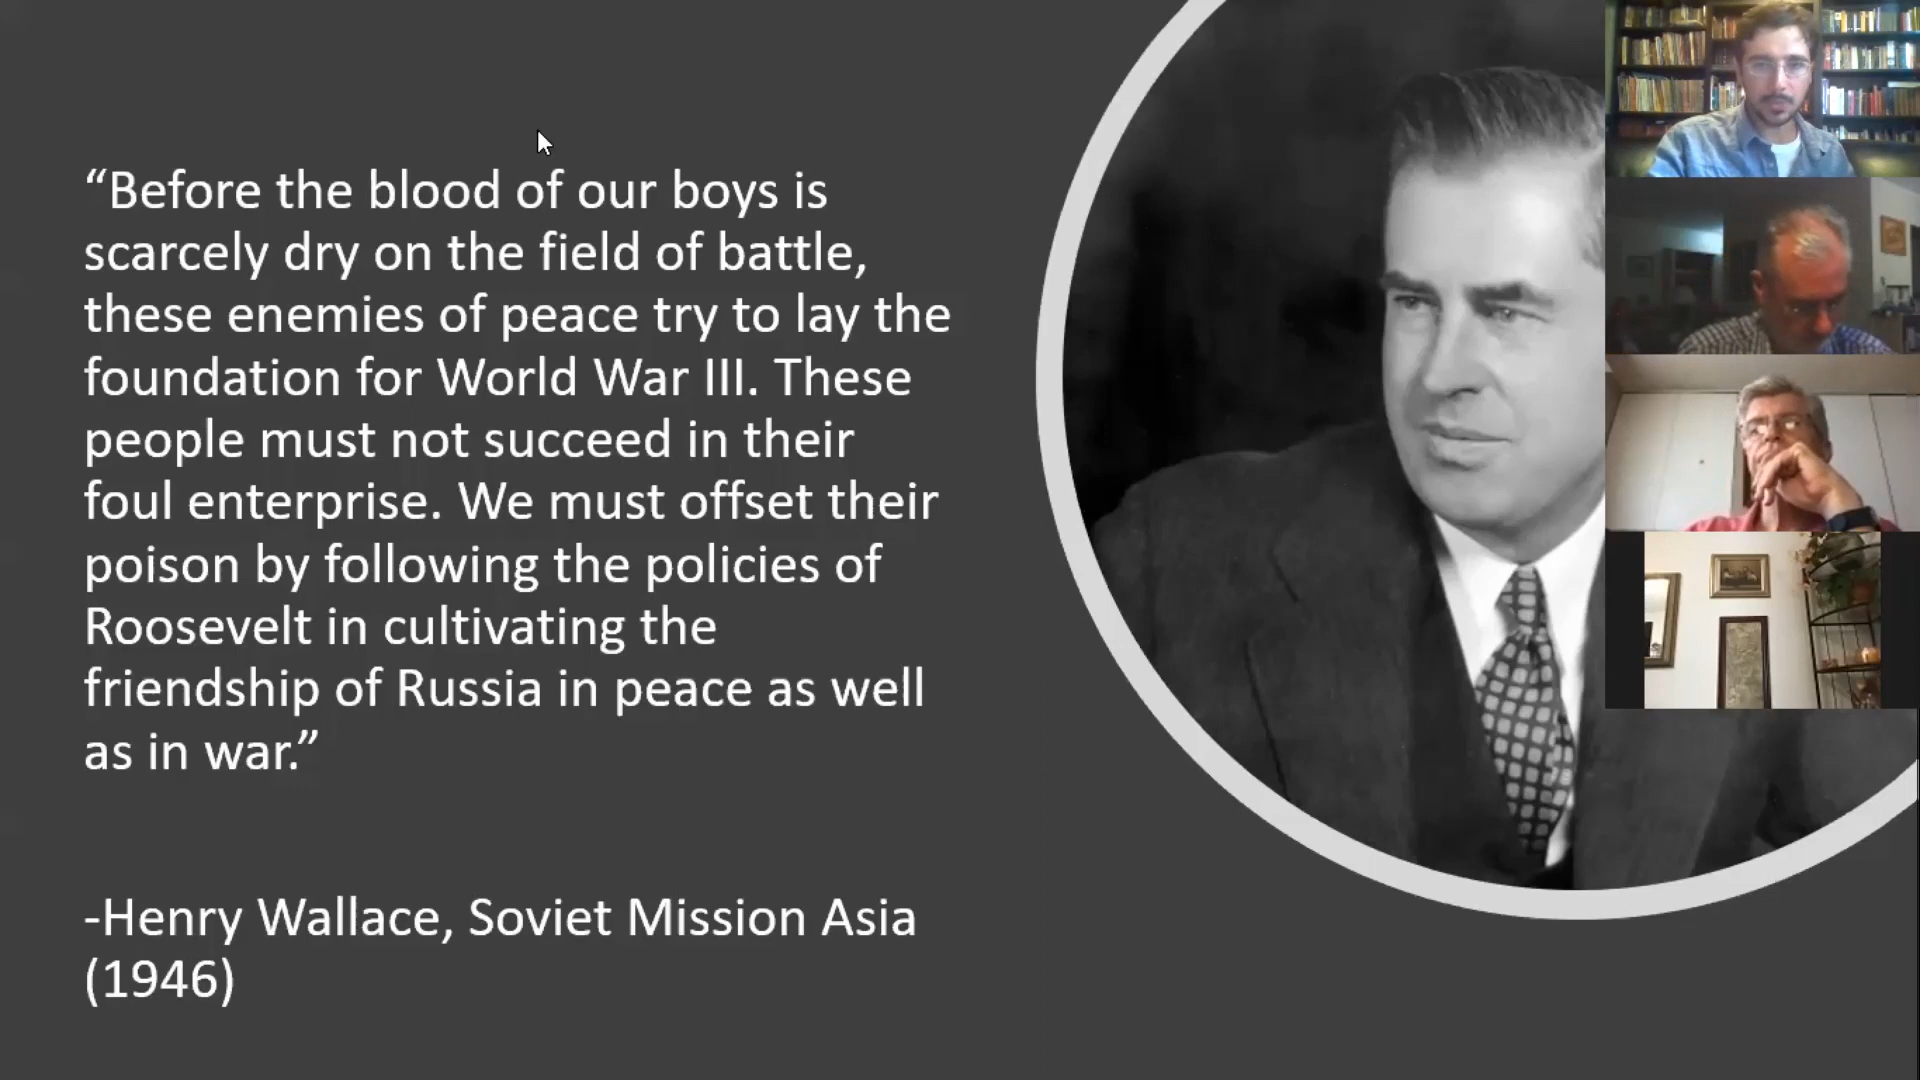 “Before the blood of our boys is
scarcely dry on the field of battle,
these enemies of peace try to lay the
foundation for World War III. These
people must not succeed in their
foul enterprise. We must offset their
poison by following the policies of
Roosevelt in cultivating the
friendship of Russia in peace as well
as in war.”
-Henry Wallace, Soviet Mission Asia
(1946)